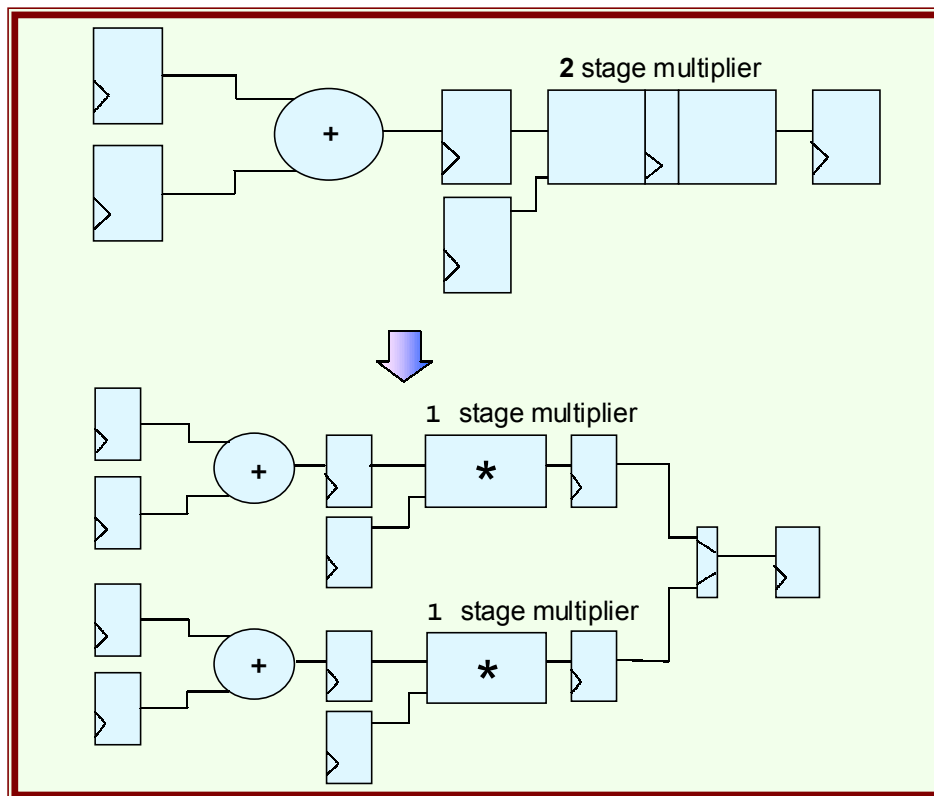 2 stage multiplier
+
1 stage multiplier
+
*
1 stage multiplier
+
*